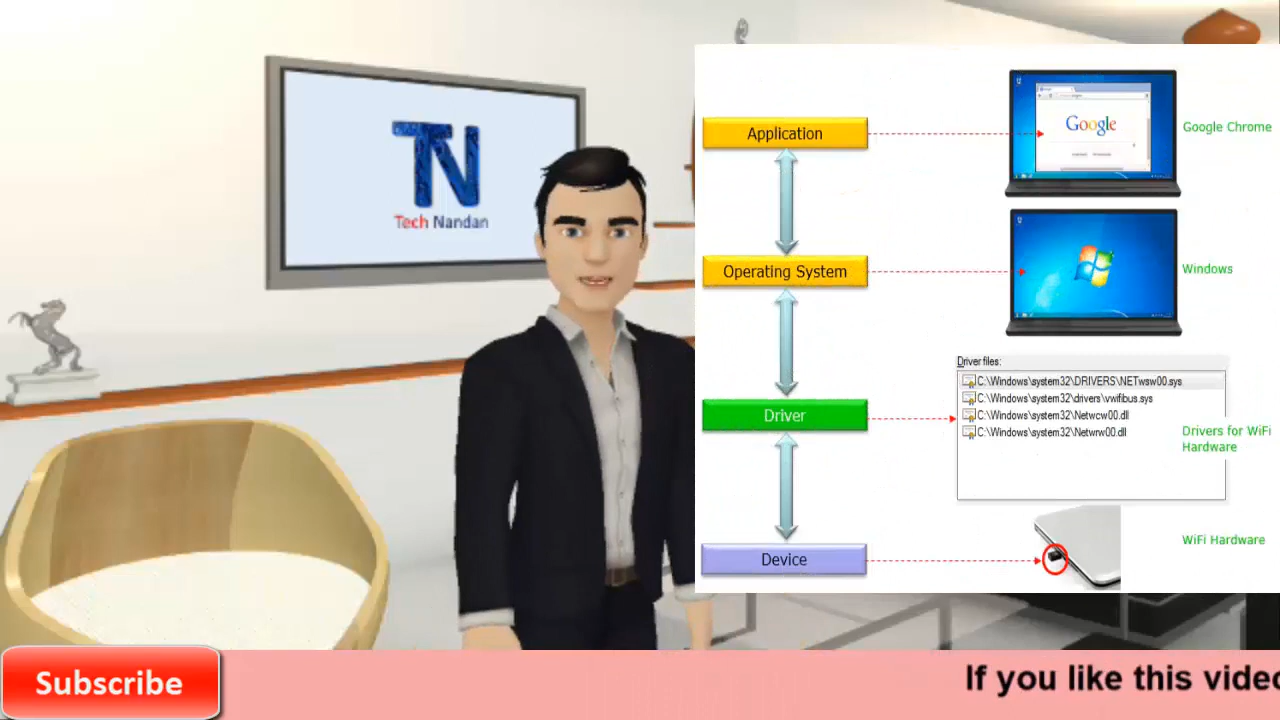 TN
Tech Nandan
Application
Google
Google Chrome
Operating System
Windows
Driver files:
C:\Windows\system32\DRIVERS\NETwsw00.sys
C:\Windows\system32\drivers\vwifibus.sys
C:\Windows\system32\Netwcw00.dll
C:\Windows\system32\Netwrw00.dll
Driver
Drivers for WiFi
Hardware
Device
WiFi Hardware
Subscribe
If you like this video